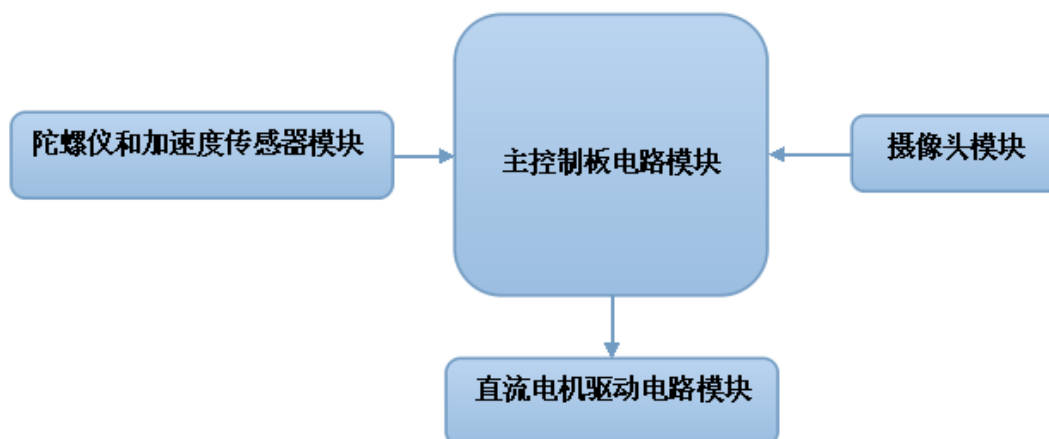 陀螺仪和加速度传感器模块
主控制板电路模块
摄像头模块
直流电机驱动电路模块